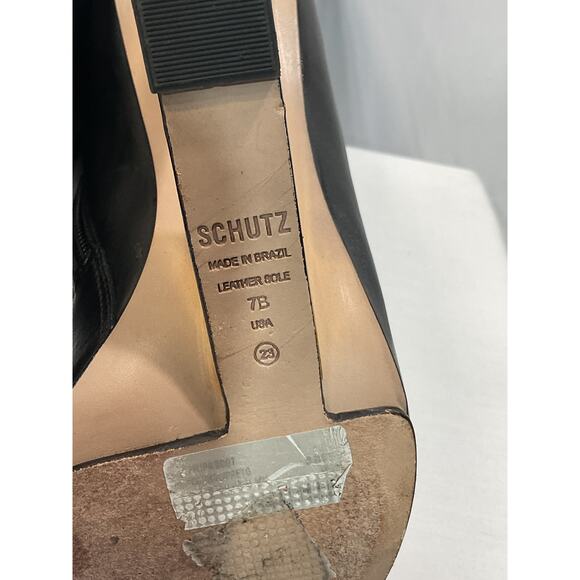 SCHUTZ
MADE IN BRAZIL
LEATHER SOLE
7B
USA
23